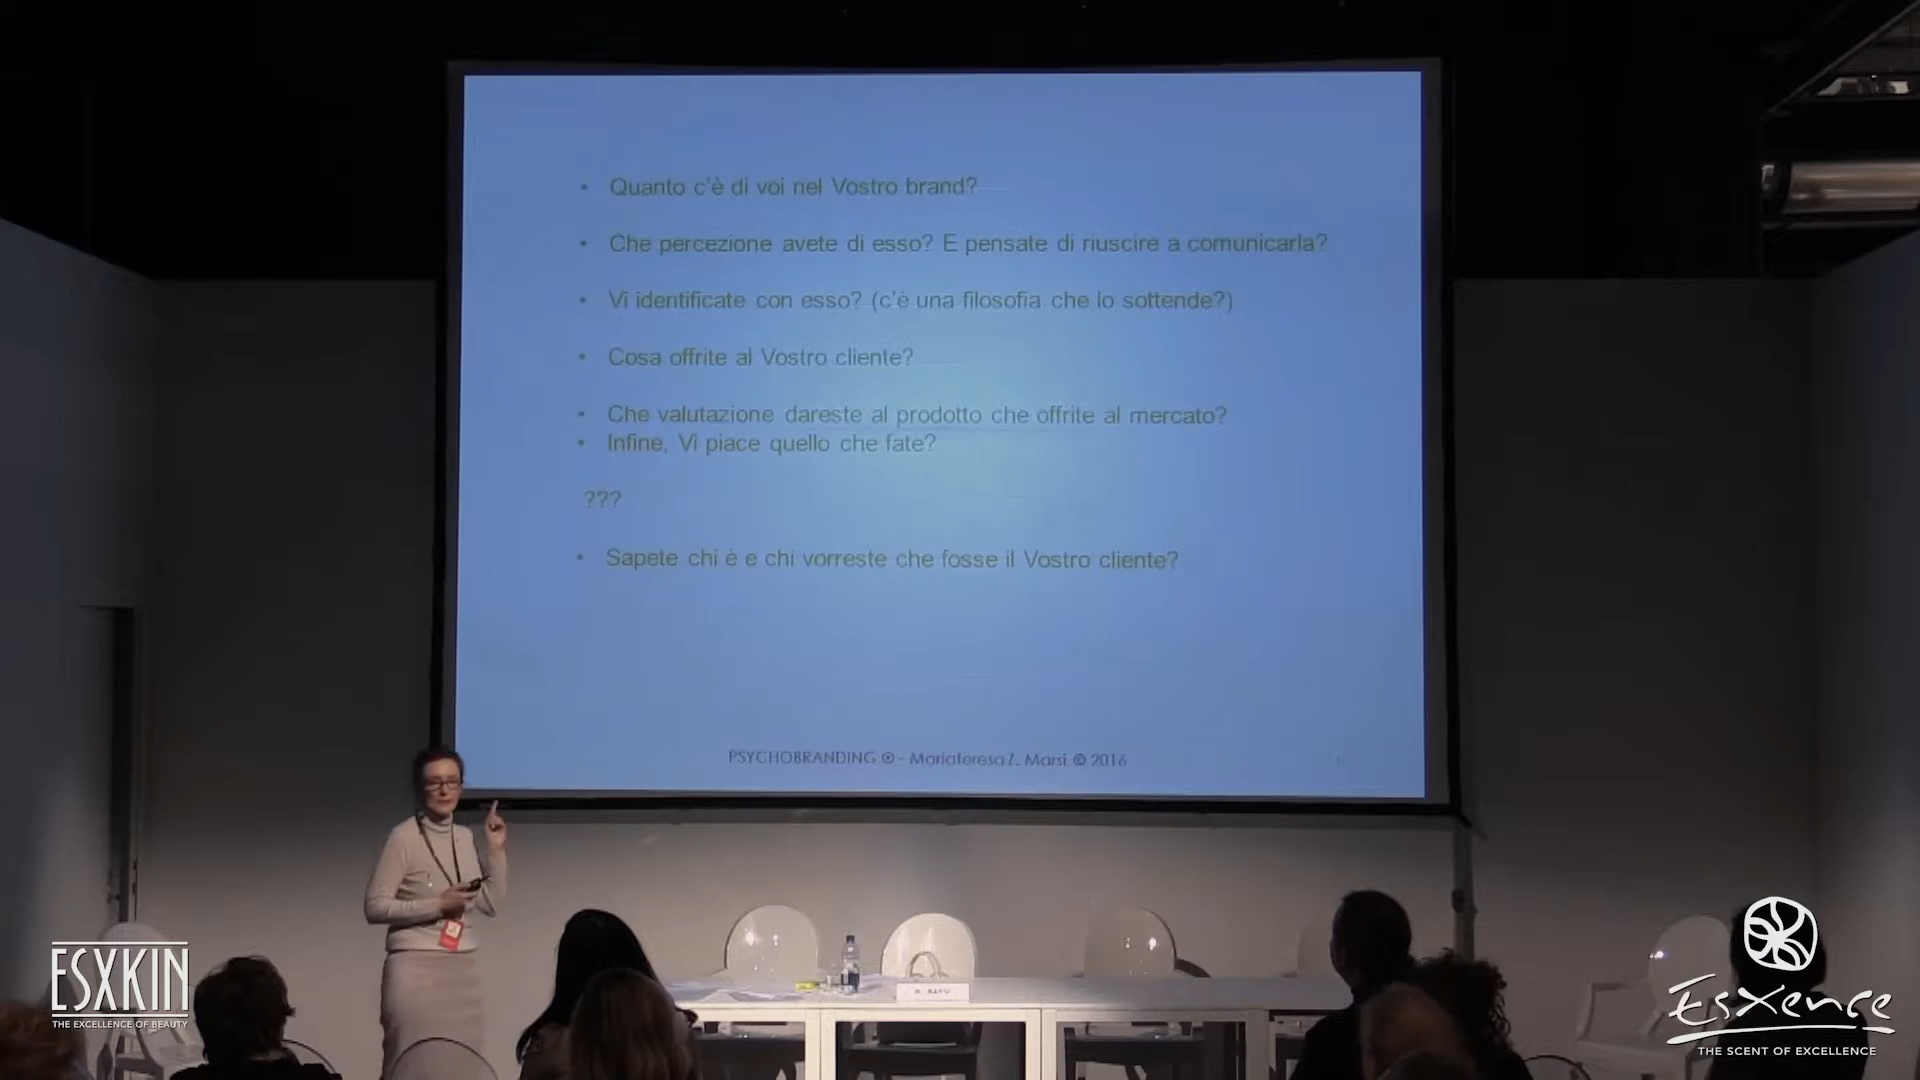 • Quanto c'è di voi nel Vostro brand?
• Che percezione avete di esso? E pensate di riuscire a comunicarla?
• Vi identificate con esso? (c'è una filosofia che lo sottende?)
• Cosa offrite al Vostro cliente?
• Che valutazione dareste al prodotto che offrite al mercato?
• Infine, Vi piace quello che fate?
???
• Sapete chi è e chi vorreste che fosse il Vostro cliente?
PSYCHOBRANDING ® - Mariateresa Z. Marsi © 2016
ESXKIN
THE EXCELLENCE OF BEAUTY
EsXence
THE SCENT OF EXCELLENCE